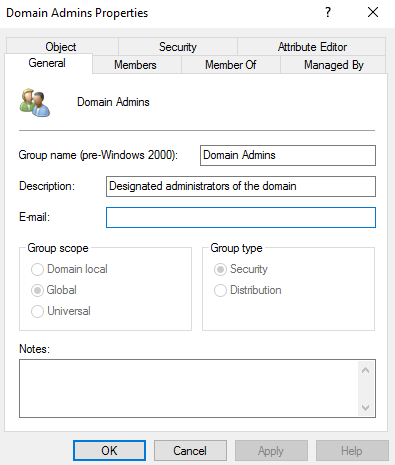 Domain Admins Properties
?
Object Security Attribute Editor
General Members Member Of Managed By
Domain Admins
Group name (pre-Windows 2000): Domain Admins
Description: Designated administrators of the domain
E-mail:
Group scope
Domain local
Global
Universal
Group type
Security
Distribution
Notes:
OK Cancel Apply Help